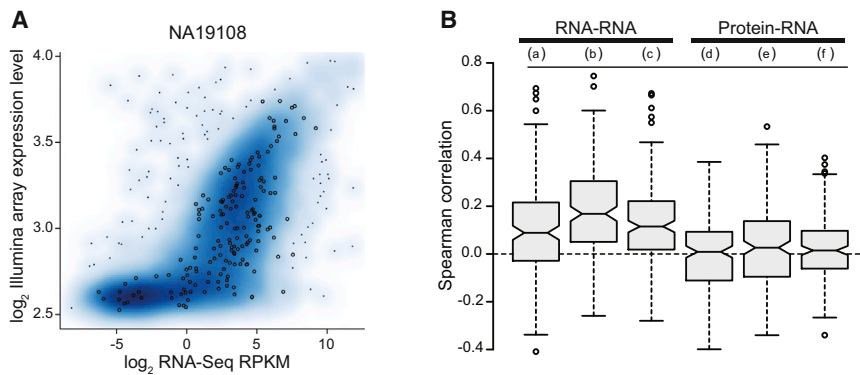 A
NA19108
log2 Illumina array expression level
4.0
3.5
3.0
2.5
-5
0
5
10
log2 RNA-Seq RPKM
B
RNA-RNA
Protein-RNA
(a)
(b)
(c)
(d)
(e)
(f)
Spearman correlation
0.8
0.6
0.4
0.2
0.0
-0.2
-0.4